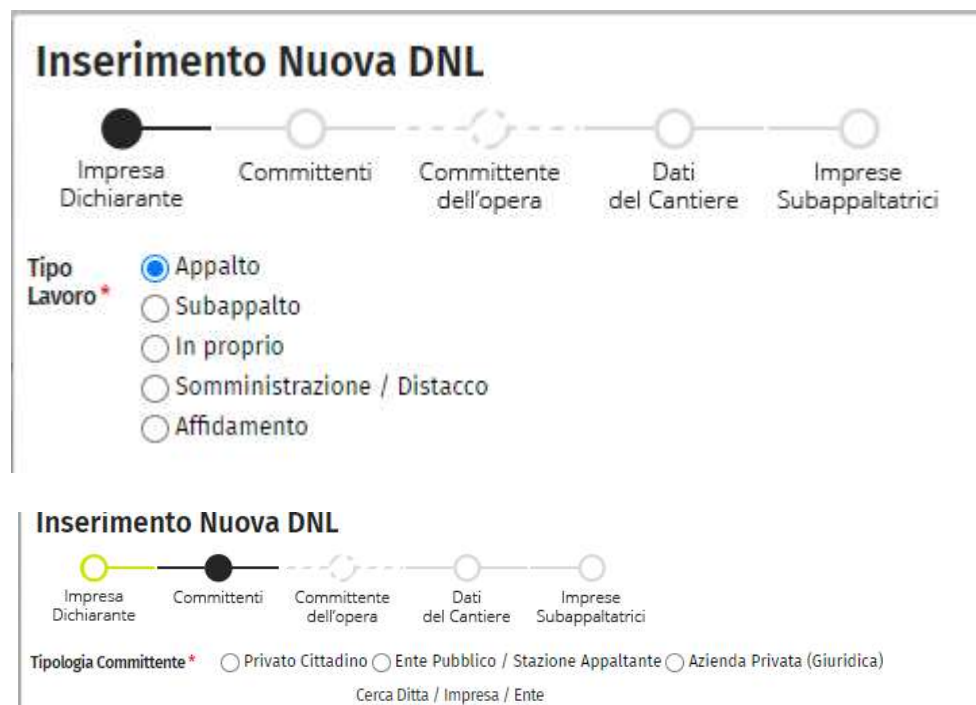 Inserimento Nuova DNL
Impresa Dichiarante
Committenti
Committente dell'opera
Dati del Cantiere
Imprese Subappaltatrici
Tipo Lavoro *
Appalto
Subappalto
In proprio
Somministrazione / Distacco
Affidamento
Inserimento Nuova DNL
Impresa Dichiarante
Committenti
Committente dell'opera
Dati del Cantiere
Imprese Subappaltatrici
Tipologia Committente * Privato Cittadino Ente Pubblico / Stazione Appaltante Azienda Privata (Giuridica)
Cerca Ditta / Impresa / Ente